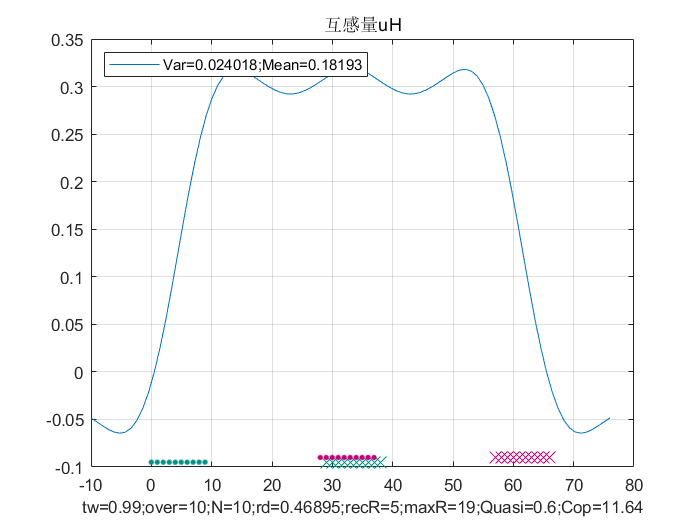 互感量uH
0.35
Var=0.024018;Mean=0.18193
0.3
0.25
0.2
0.15
0.1
0.05
0
-0.05
-0.1
-10 0 10 20 30 40 50 60 70 80
tw=0.99;over=10;N=10;rd=0.46895;recR=5;maxR=19;Quasi=0.6;Cop=11.64